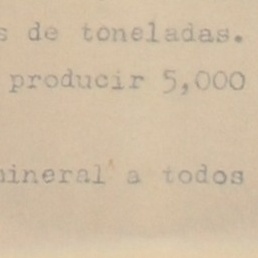 s de toneladas.
producir 5,000
mineral a todos